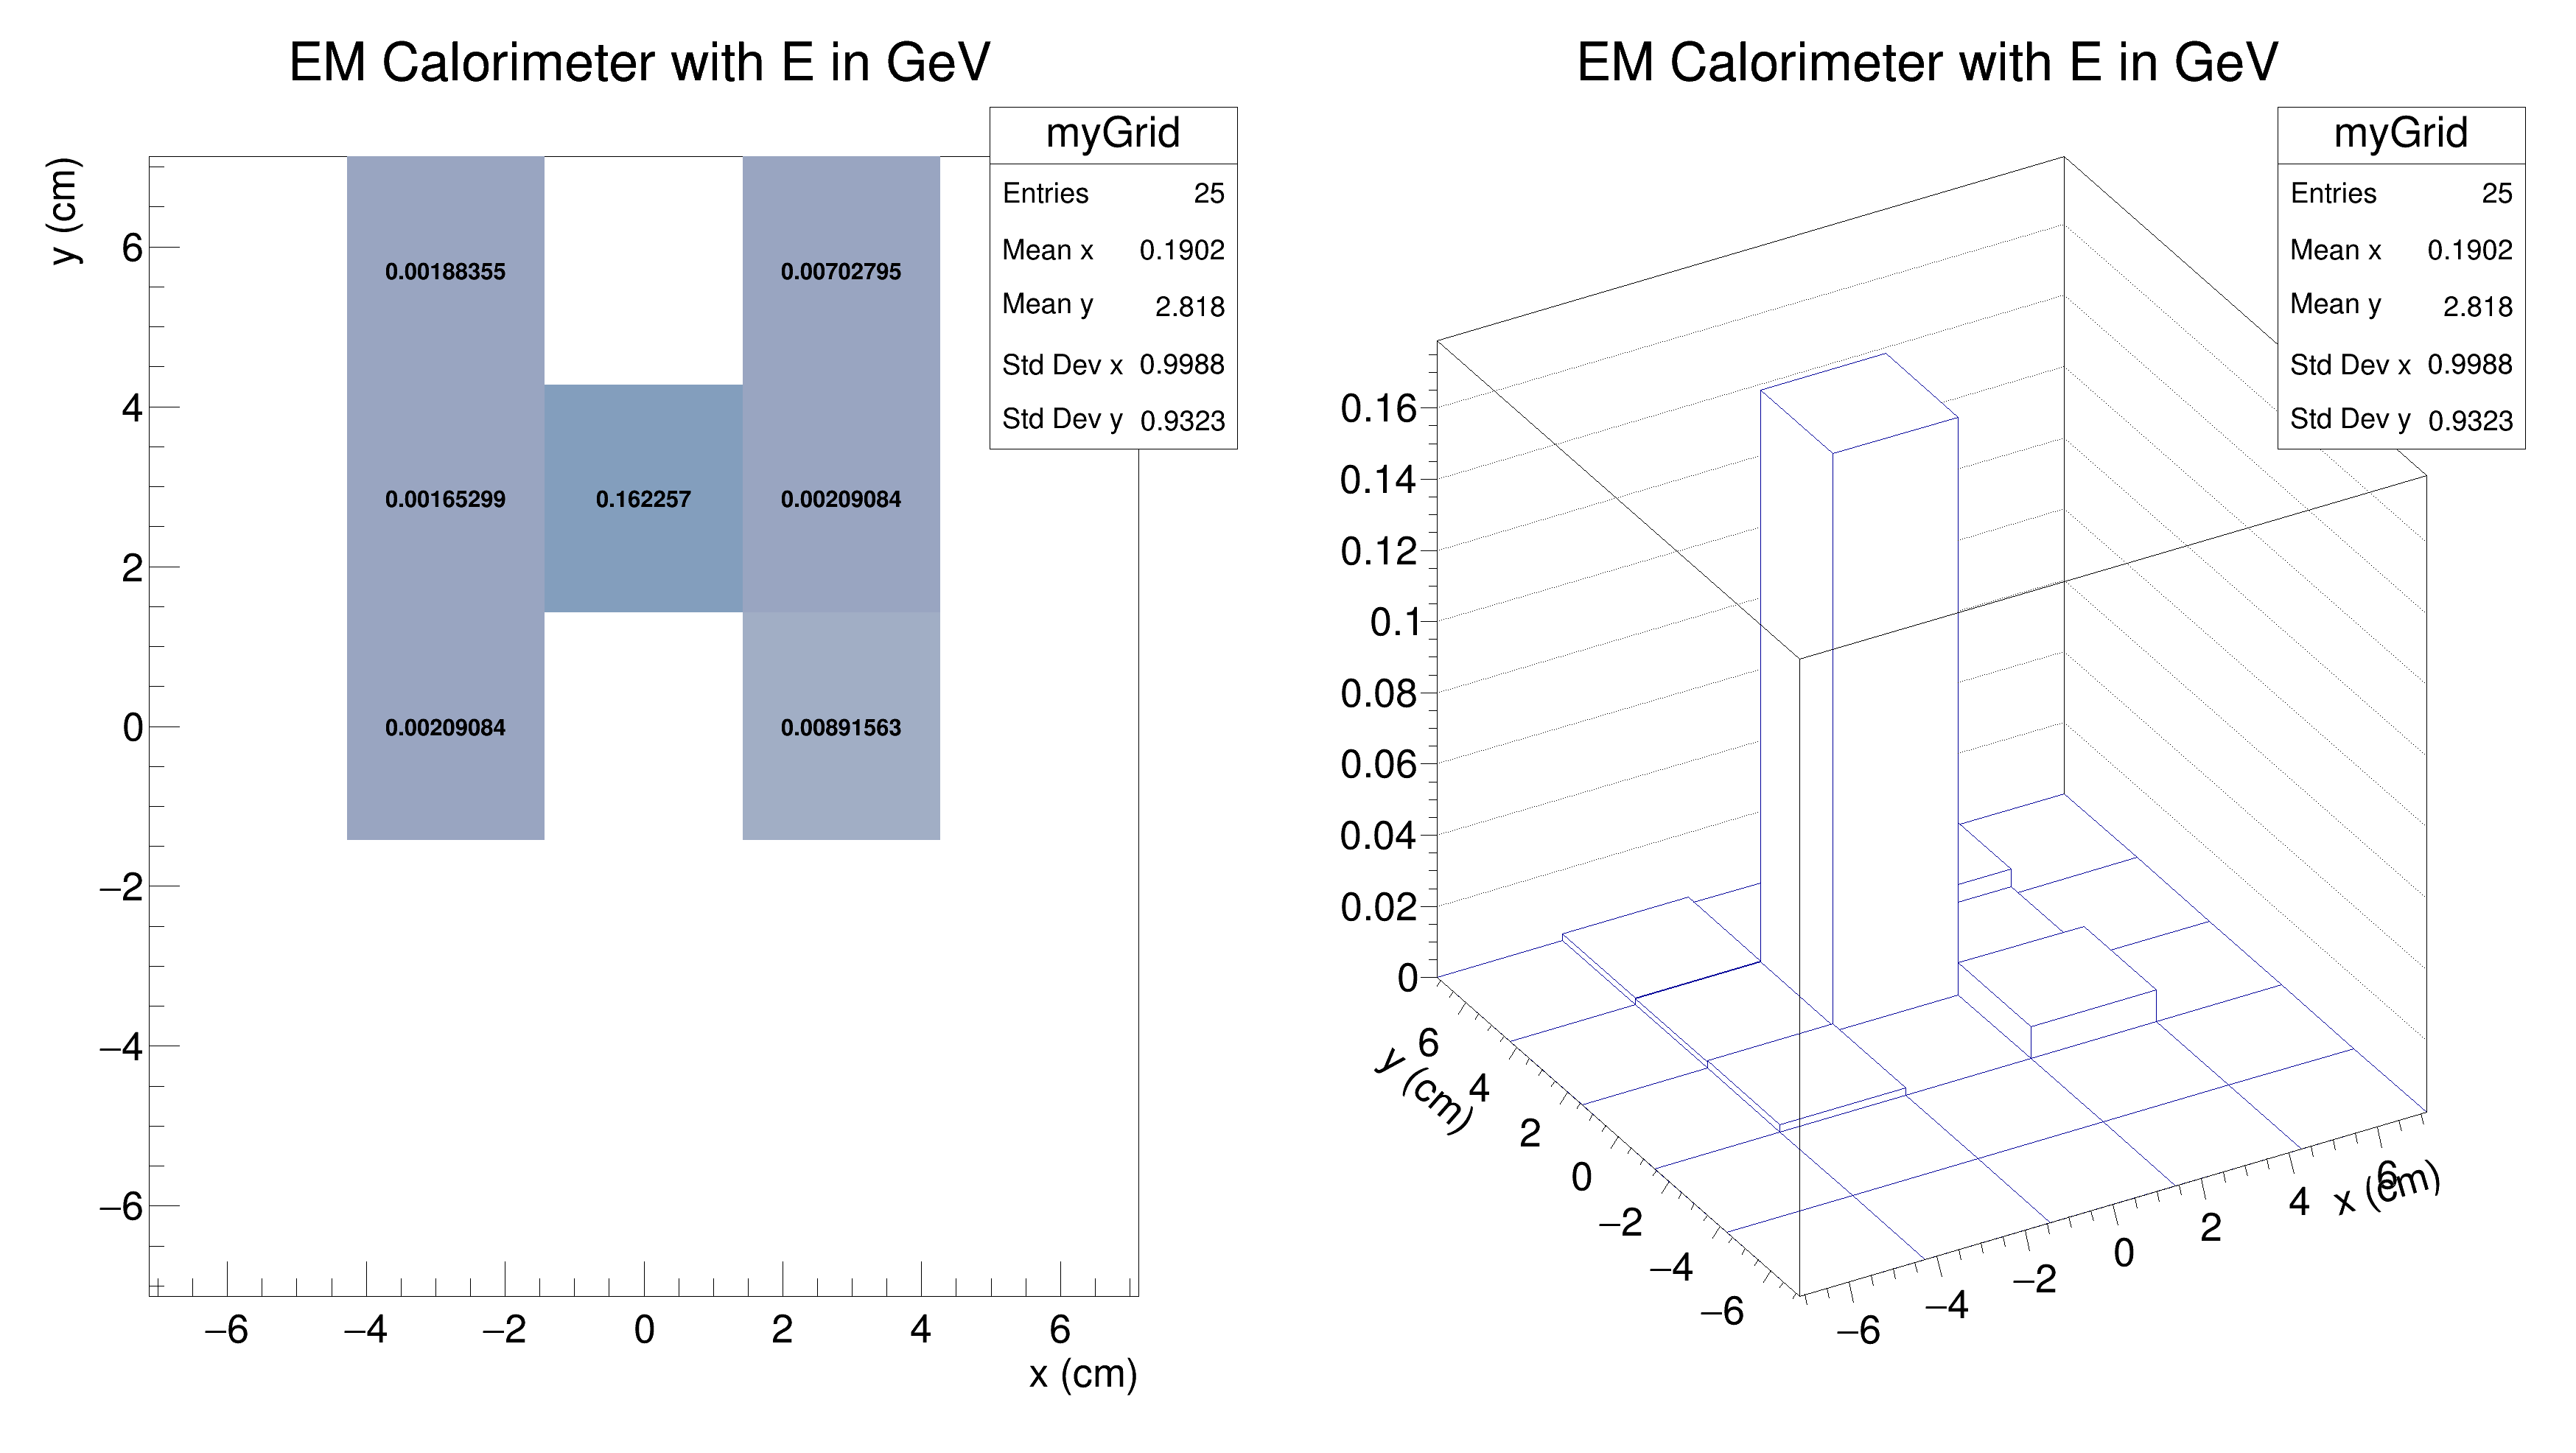 EM Calorimeter with E in GeV
myGrid
Entries 25
Mean x 0.1902
Mean y 2.818
Std Dev x 0.9988
Std Dev y 0.9323
y (cm)
6
4
2
0
−2
−4
−6
0.00188355 0.00702795
0.00165299 0.162257 0.00209084
0.00209084 0.00891563
−6 −4 −2 0 2 4 6
x (cm)
EM Calorimeter with E in GeV
myGrid
Entries 25
Mean x 0.1902
Mean y 2.818
Std Dev x 0.9988
Std Dev y 0.9323
0.16
0.14
0.12
0.1
0.08
0.06
0.04
0.02
0
y (cm)
6
4
2
0
−2
−4
−6
−6 −4 −2 0 2 4 6
x (cm)